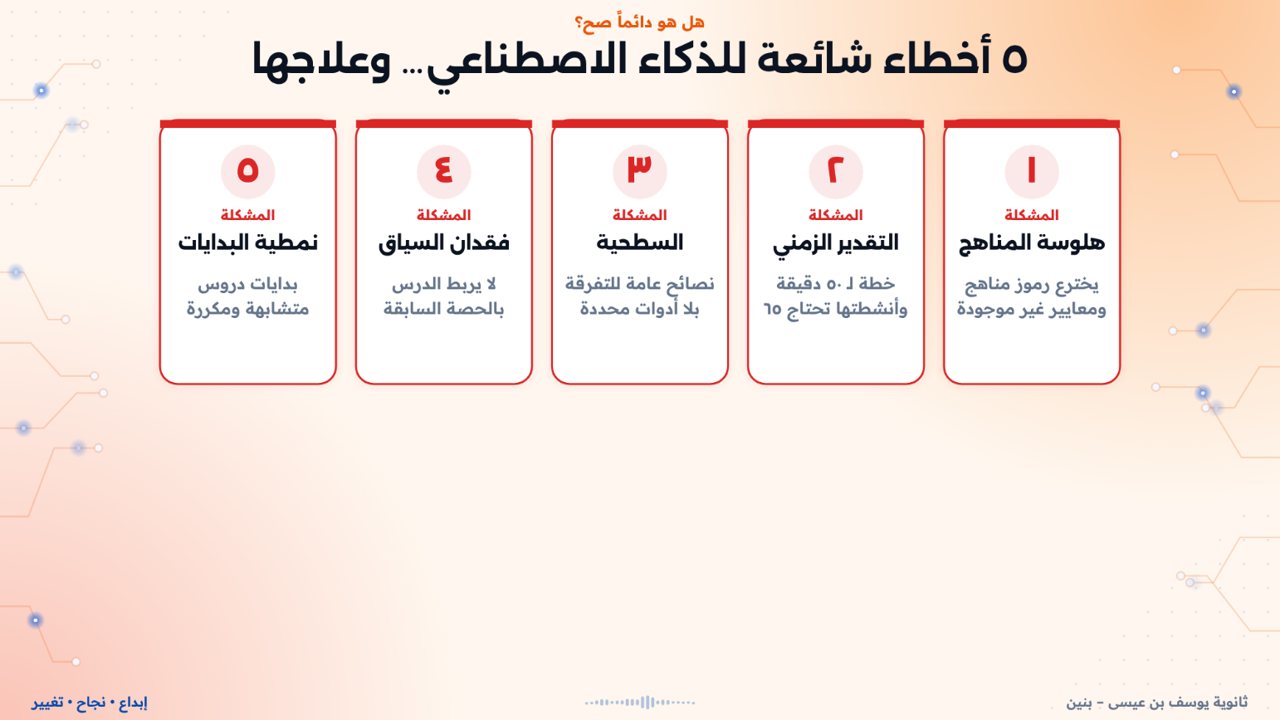 هل هو دائماً صح؟
٥ أخطاء شائعة للذكاء الاصطناعي... وعلاجها
١
المشكلة
هلوسة المناهج
يخترع رموز مناهج
ومعايير غير موجودة
٢
المشكلة
التقدير الزمني
خطة لـ ٥٠ دقيقة
وأنشطتها تحتاج ٦٥
٣
المشكلة
السطحية
نصائح عامة للتفرقة
بلا أدوات محددة
٤
المشكلة
فقدان السياق
لا يربط الدرس
بالحصة السابقة
٥
المشكلة
نمطية البدايات
بدايات دروس
متشابهة ومكررة
ثانوية يوسف بن عيسى – بنين
إبداع • نجاح • تغيير